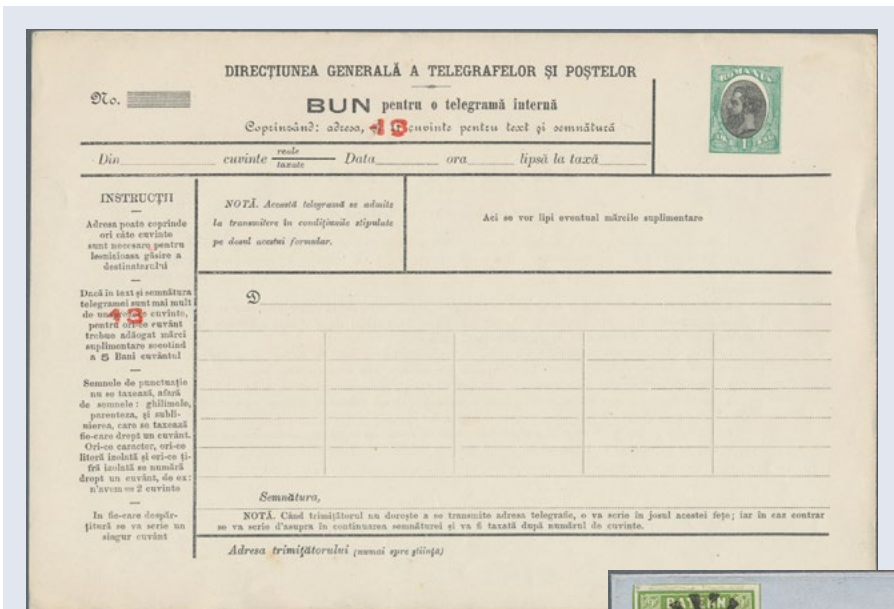 DIRECȚIUNEA GENERALĂ A TELEGRAFELOR ȘI POȘTELOR
No.
BUN pentru o telegramă internă
Coprinzând: adresa, 13 cuvinte pentru text și semnătură
ROMANIA
1
Din cuvinte reale taxate Data ora lipsă la taxă
INSTRUCȚII
Adresa poate coprinde
ori câte cuvinte
sunt necesare pentru
lesnicioasa găsire a
destinatarului
Dacă în text și semnătura
telegramei sunt mai mult
de 13 cuvinte,
pentru ori-ce cuvânt
trebue adăogat mărci
suplimentare socotind
a 5 Bani cuvântul
Semnele de punctuație
nu se taxează, afară
de semnele: ghilimele,
parenteza, și subli-
nierea, care se taxează
fie-care drept un cuvânt.
Ori-ce caracter, ori-ce
literă izolată și ori-ce ți-
fră izolată se numără
drept un cuvânt, de ex:
n'avem = 2 cuvinte
In fie-care despăr-
țitură se va scrie un
singur cuvânt
NOTĂ. Această telegramă se admite
la transmitere în condițiunile stipulate
pe dosul acestui formular.
Aci se vor lipi eventual mărcile suplimentare
D
Semnătura,
NOTĂ. Când trimițătorul nu dorește a se transmite adresa telegrafic, o va scrie în josul acestei fețe; iar în caz contrar
se va scrie d'asupra în continuarea semnăturei și va fi taxată după numărul de cuvinte.
Adresa trimițătorului (numai spre știință)
BAYERN